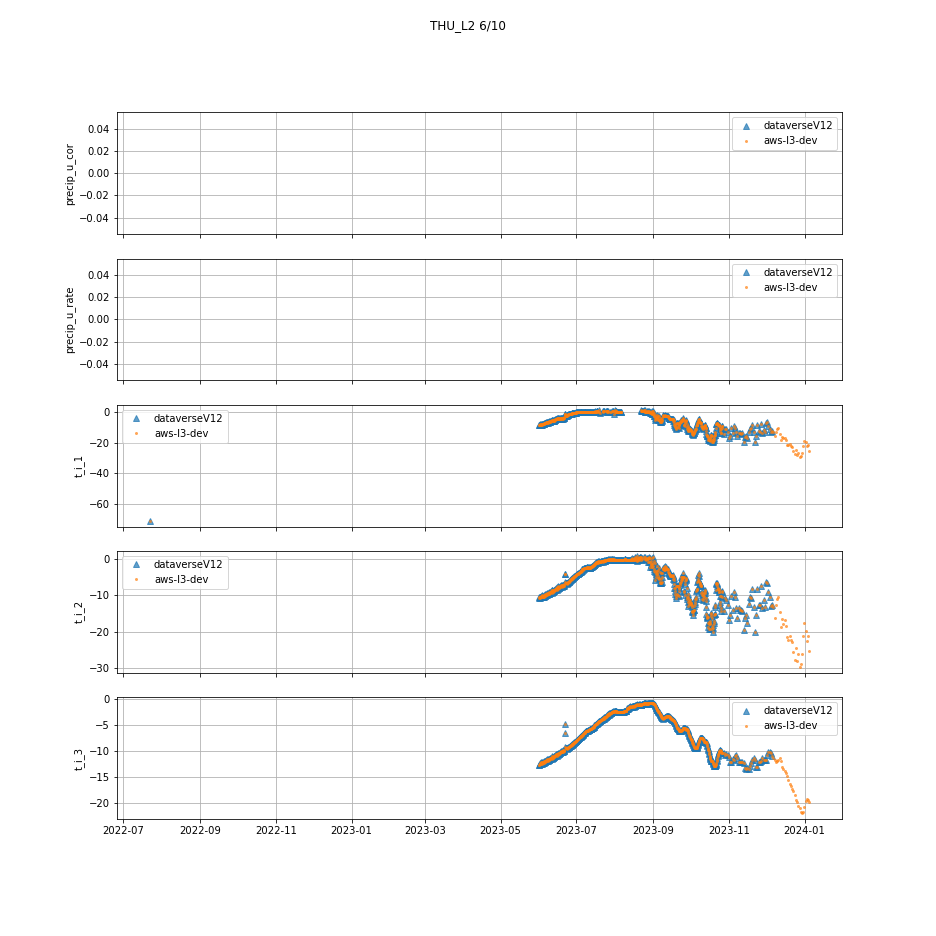 THU_L2 6/10
0.04
0.02
0.00
−0.02
−0.04
precip_u_cor
dataverseV12
aws-l3-dev
0.04
0.02
0.00
−0.02
−0.04
precip_u_rate
dataverseV12
aws-l3-dev
0
−20
−40
−60
t_i_1
dataverseV12
aws-l3-dev
0
−10
−20
−30
t_i_2
dataverseV12
aws-l3-dev
0
−5
−10
−15
−20
t_i_3
dataverseV12
aws-l3-dev
2022-07 2022-09 2022-11 2023-01 2023-03 2023-05 2023-07 2023-09 2023-11 2024-01